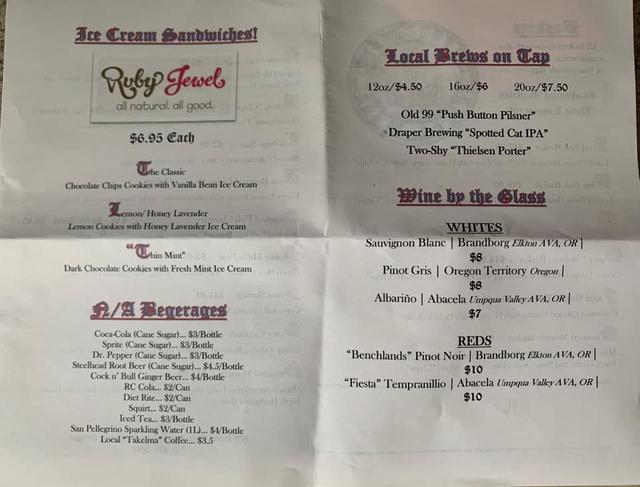 Ice Cream Sandwiches!
Ruby Jewel
all natural. all good.
$6.95 Each
The Classic
Chocolate Chips Cookies with Vanilla Bean Ice Cream
Lemon/ Honey Lavender
Lemon Cookies with Honey Lavender Ice Cream
"Thin Mint"
Dark Chocolate Cookies with Fresh Mint Ice Cream
N/A Begerages
Coca-Cola (Cane Sugar)... $3/Bottle
Sprite (Cane Sugar)... $3/Bottle
Dr. Pepper (Cane Sugar)... $3/Bottle
Steelhead Root Beer (Cane Sugar)... $4.5/Bottle
Cock n' Bull Ginger Beer... $4/Bottle
RC Cola... $2/Can
Diet Rite... $2/Can
Squirt... $2/Can
Iced Tea... $3/Bottle
San Pellegrino Sparkling Water (1L)... $4/Bottle
Local "Takelma" Coffee... $3.5
Local Brews on Tap
12oz/$4.50 16oz/$6 20oz/$7.50
Old 99 "Push Button Pilsner"
Draper Brewing "Spotted Cat IPA"
Two-Shy "Thielsen Porter"
Wine by the Glass
WHITES
Sauvignon Blanc | Brandborg Elkton AVA, OR |
$8
Pinot Gris | Oregon Territory Oregon |
$8
Albariño | Abacela Umpqua Valley AVA, OR |
$7
REDS
"Benchlands" Pinot Noir | Brandborg Elkton AVA, OR |
$10
"Fiesta" Tempranillio | Abacela Umpqua Valley AVA, OR |
$10